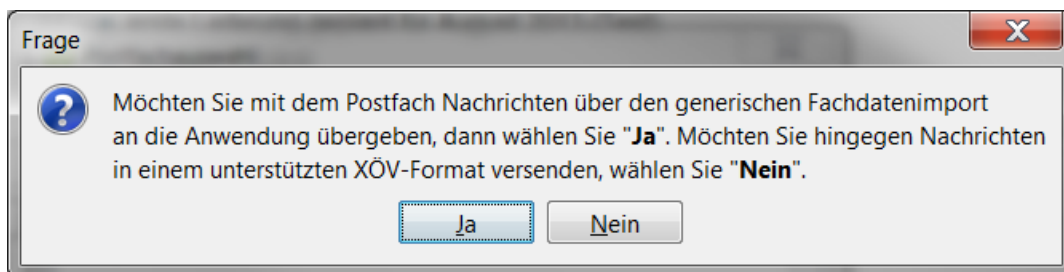 Frage
Möchten Sie mit dem Postfach Nachrichten über den generischen Fachdatenimport
an die Anwendung übergeben, dann wählen Sie "Ja". Möchten Sie hingegen Nachrichten
in einem unterstützten XÖV-Format versenden, wählen Sie "Nein".
Ja
Nein